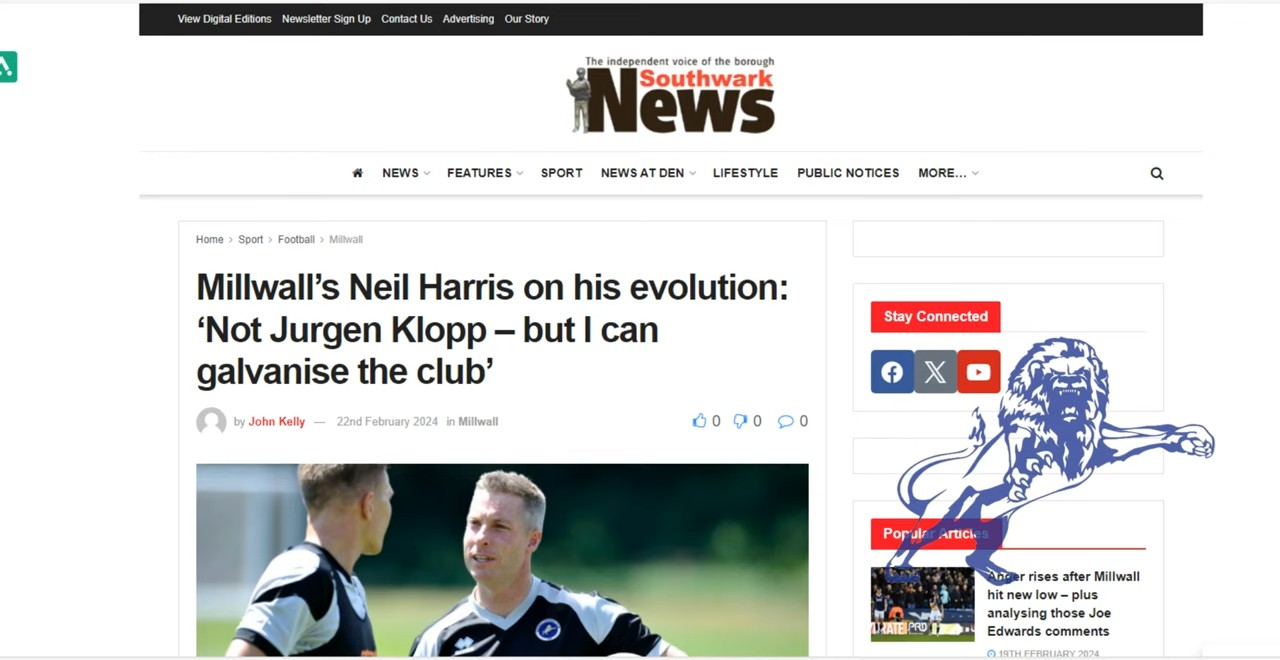 View Digital Editions Newsletter Sign Up Contact Us Advertising Our Story
The independent voice of the borough
Southwark
News
NEWS FEATURES SPORT NEWS AT DEN LIFESTYLE PUBLIC NOTICES MORE...
Home > Sport > Football > Millwall
Millwall’s Neil Harris on his evolution:
‘Not Jurgen Klopp – but I can
galvanise the club’
by John Kelly — 22nd February 2024 in Millwall
0 0 0
Stay Connected
Popular Articles
Anger rises after Millwall
hit new low – plus
analysing those Joe
Edwards comments
19TH FEBRUARY 2024